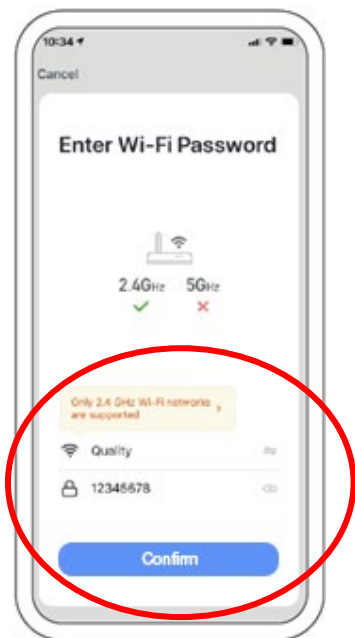 10:34
Cancel
Enter Wi-Fi Password
2.4GHz 5GHz
Only 2.4 GHz Wi-Fi networks
are supported
Quality
12345678
Confirm